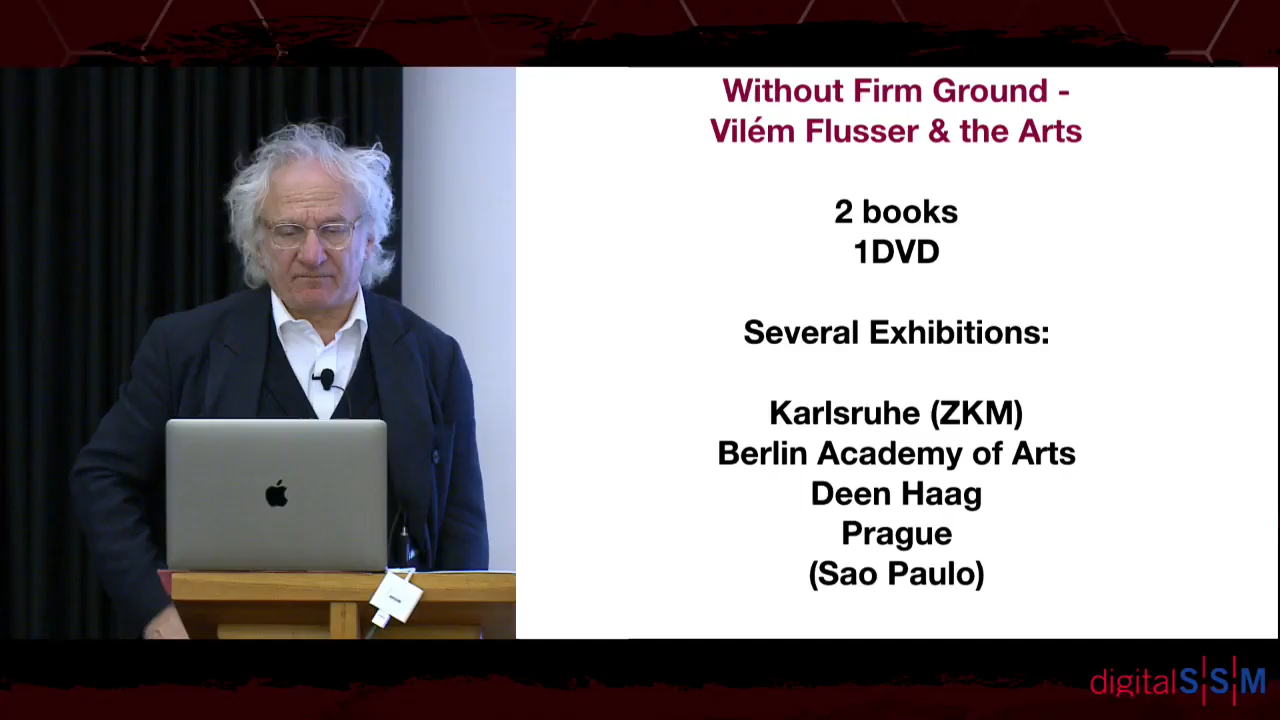 Without Firm Ground -
Vilém Flusser & the Arts
2 books
1DVD
Several Exhibitions:
Karlsruhe (ZKM)
Berlin Academy of Arts
Deen Haag
Prague
(Sao Paulo)
digitalS|S|M